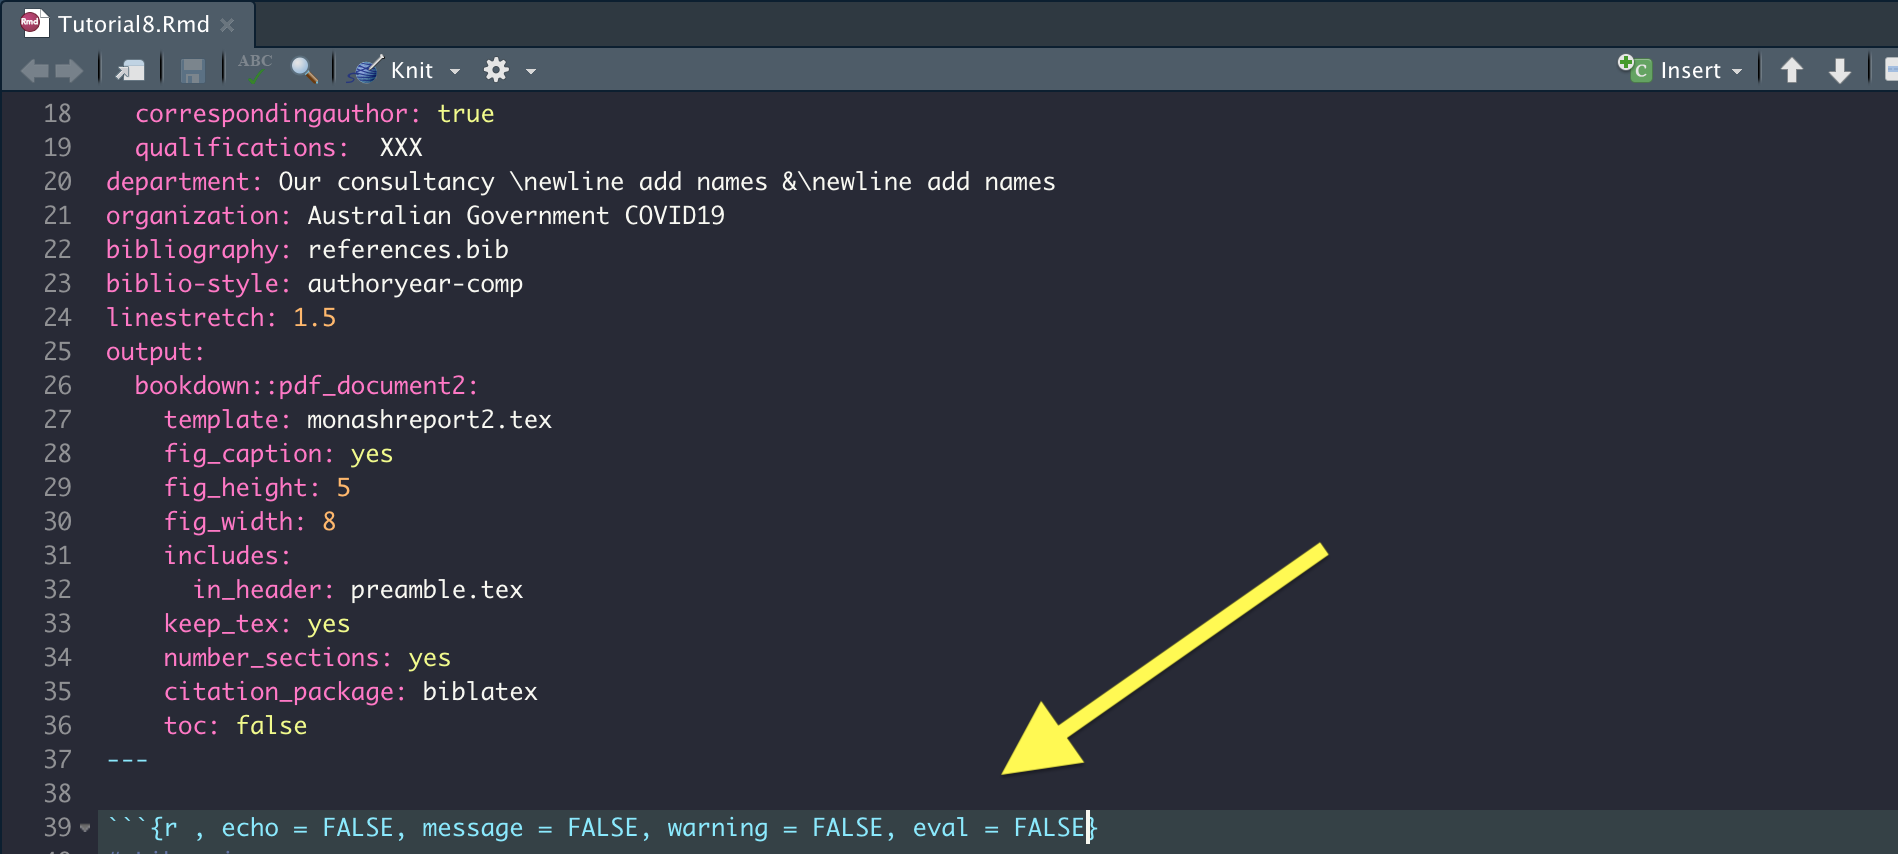 Tutorial8.Rmd
ABC Knit Insert
18 correspondingauthor: true
19 qualifications:  XXX
20 department: Our consultancy \newline add names &\newline add names
21 organization: Australian Government COVID19
22 bibliography: references.bib
23 biblio-style: authoryear-comp
24 linestretch: 1.5
25 output:
26 bookdown::pdf_document2:
27 template: monashreport2.tex
28 fig_caption: yes
29 fig_height: 5
30 fig_width: 8
31 includes:
32 in_header: preamble.tex
33 keep_tex: yes
34 number_sections: yes
35 citation_package: biblatex
36 toc: false
37 ---
38
39 ```{r , echo = FALSE, message = FALSE, warning = FALSE, eval = FALSE}